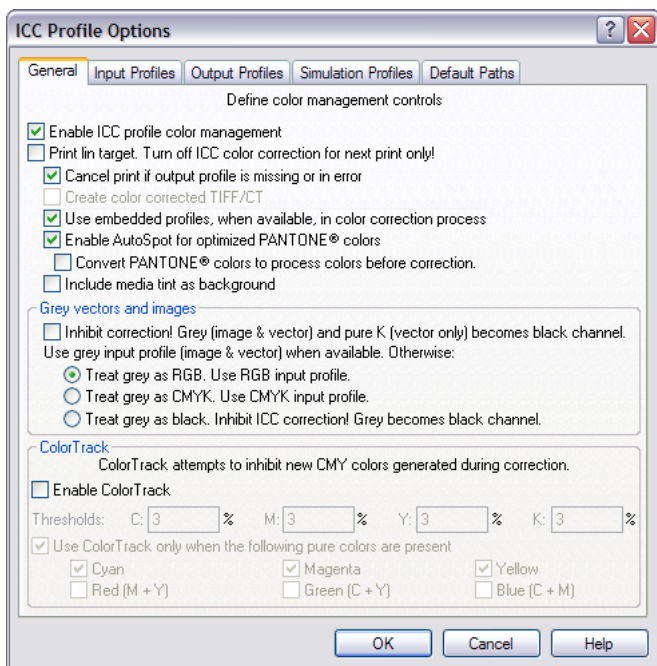 ICC Profile Options
General Input Profiles Output Profiles Simulation Profiles Default Paths
Define color management controls
Enable ICC profile color management
Print lin target. Turn off ICC color correction for next print only!
Cancel print if output profile is missing or in error
Create color corrected TIFF/CT
Use embedded profiles, when available, in color correction process
Enable AutoSpot for optimized PANTONE® colors
Convert PANTONE® colors to process colors before correction.
Include media tint as background
Grey vectors and images
Inhibit correction! Grey (image & vector) and pure K (vector only) becomes black channel.
Use grey input profile (image & vector) when available. Otherwise:
Treat grey as RGB. Use RGB input profile.
Treat grey as CMYK. Use CMYK input profile.
Treat grey as black. Inhibit ICC correction! Grey becomes black channel.
ColorTrack
ColorTrack attempts to inhibit new CMY colors generated during correction.
Enable ColorTrack
Thresholds: C: 3 % M: 3 % Y: 3 % K: 3 %
Use ColorTrack only when the following pure colors are present
Cyan Magenta Yellow
Red (M + Y) Green (C + Y) Blue (C + M)
OK Cancel Help